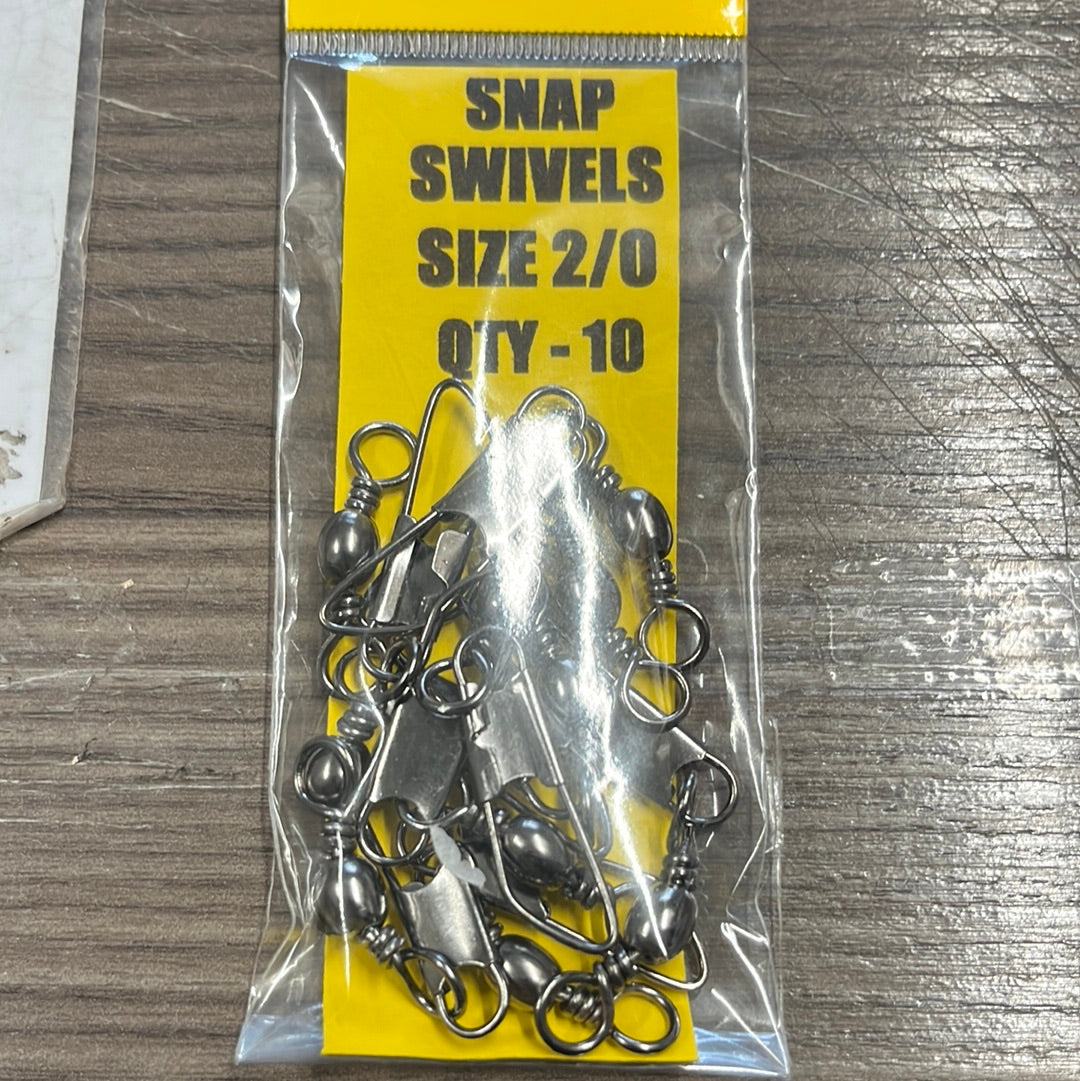 SNAP
SWIVELS
SIZE 2/0
QTY - 10